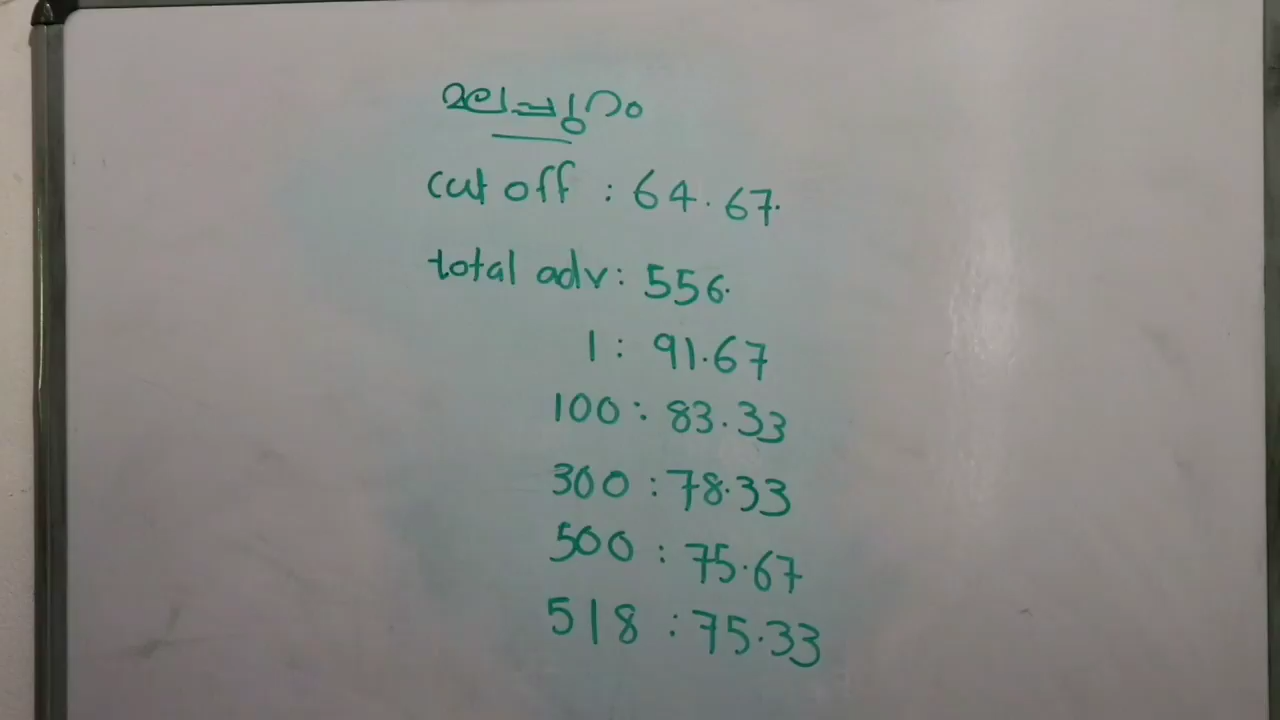 മലപ്പുറം
cut off : 64.67.
total adv: 556.
1 : 91.67
100 : 83.33
300 : 78.33
500 : 75.67
518 : 75.33